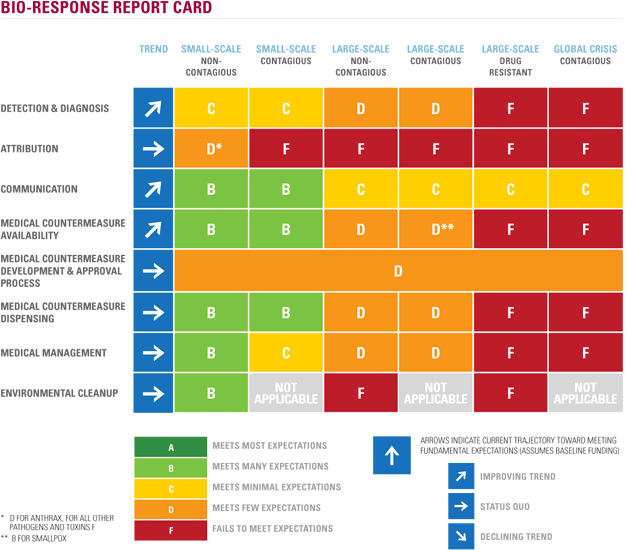 BIO-RESPONSE REPORT CARD
TREND
SMALL-SCALE
NON-
CONTAGIOUS
SMALL-SCALE
CONTAGIOUS
LARGE-SCALE
NON-
CONTAGIOUS
LARGE-SCALE
CONTAGIOUS
LARGE-SCALE
DRUG
RESISTANT
GLOBAL CRISIS
CONTAGIOUS
DETECTION & DIAGNOSIS
C C D D F F
ATTRIBUTION
D* F F F F F
COMMUNICATION
B B C C C C
MEDICAL COUNTERMEASURE
AVAILABILITY
B B D D** F F
MEDICAL COUNTERMEASURE
DEVELOPMENT & APPROVAL
PROCESS
D
MEDICAL COUNTERMEASURE
DISPENSING
B B D D F F
MEDICAL MANAGEMENT
B C D D F F
ENVIRONMENTAL CLEANUP
B
NOT
APPLICABLE
F
NOT
APPLICABLE
F
NOT
APPLICABLE
A MEETS MOST EXPECTATIONS
B MEETS MANY EXPECTATIONS
C MEETS MINIMAL EXPECTATIONS
D MEETS FEW EXPECTATIONS
F FAILS TO MEET EXPECTATIONS
ARROWS INDICATE CURRENT TRAJECTORY TOWARD MEETING
FUNDAMENTAL EXPECTATIONS (ASSUMES BASELINE FUNDING)
IMPROVING TREND
STATUS QUO
DECLINING TREND
* D FOR ANTHRAX, FOR ALL OTHER
PATHOGENS AND TOXINS F
** B FOR SMALLPOX